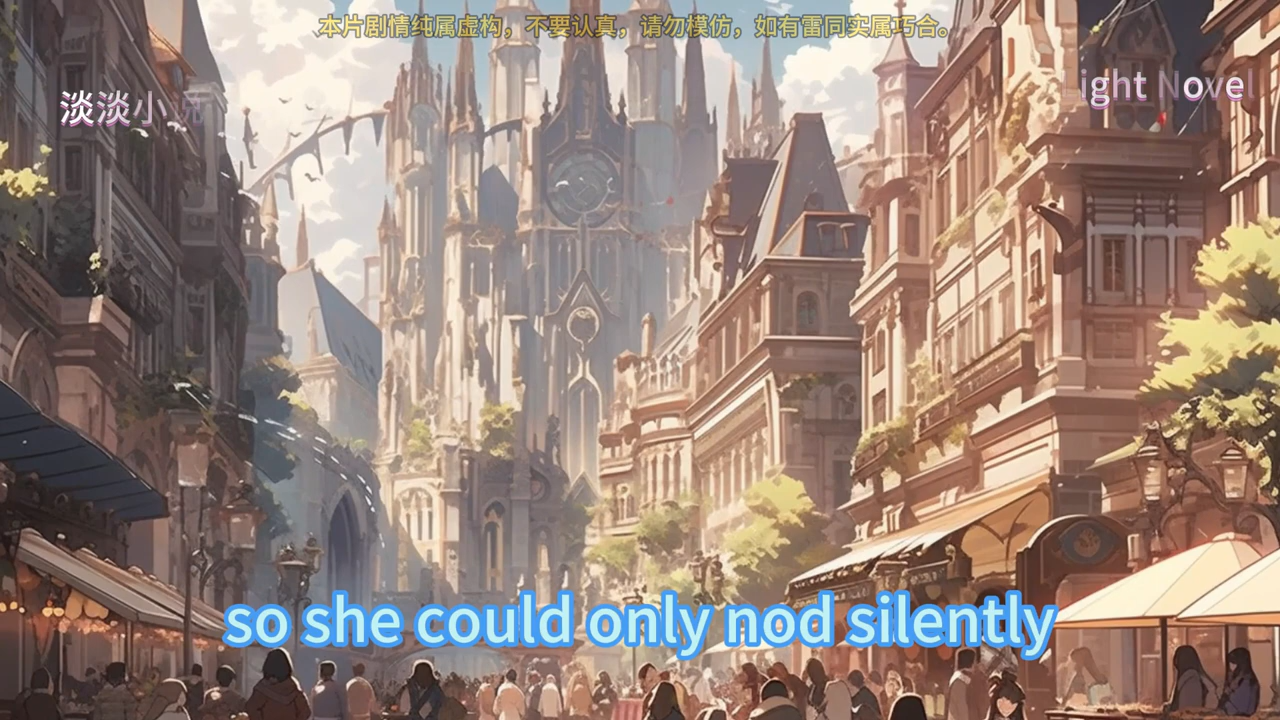 本片剧情纯属虚构，不要认真，请勿模仿，如有雷同实属巧合。
淡淡小说
Light Novel
so she could only nod silently